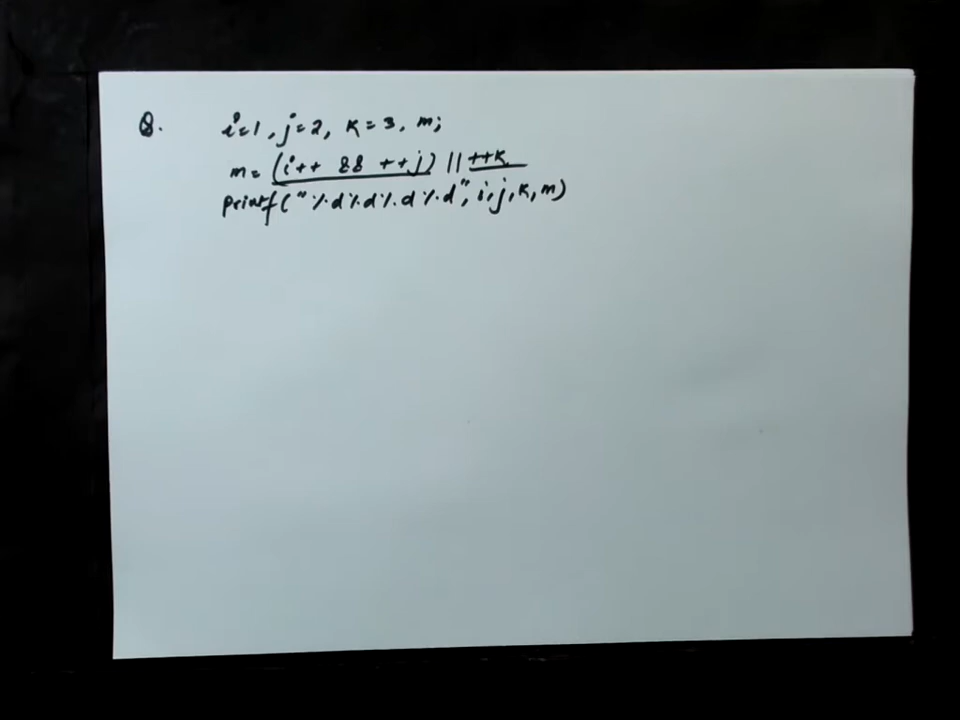 Q. i=1, j=2, k=3, m;
m= (i++ && ++j) || ++k
printf("%d%d%d%d", i,j,k,m)